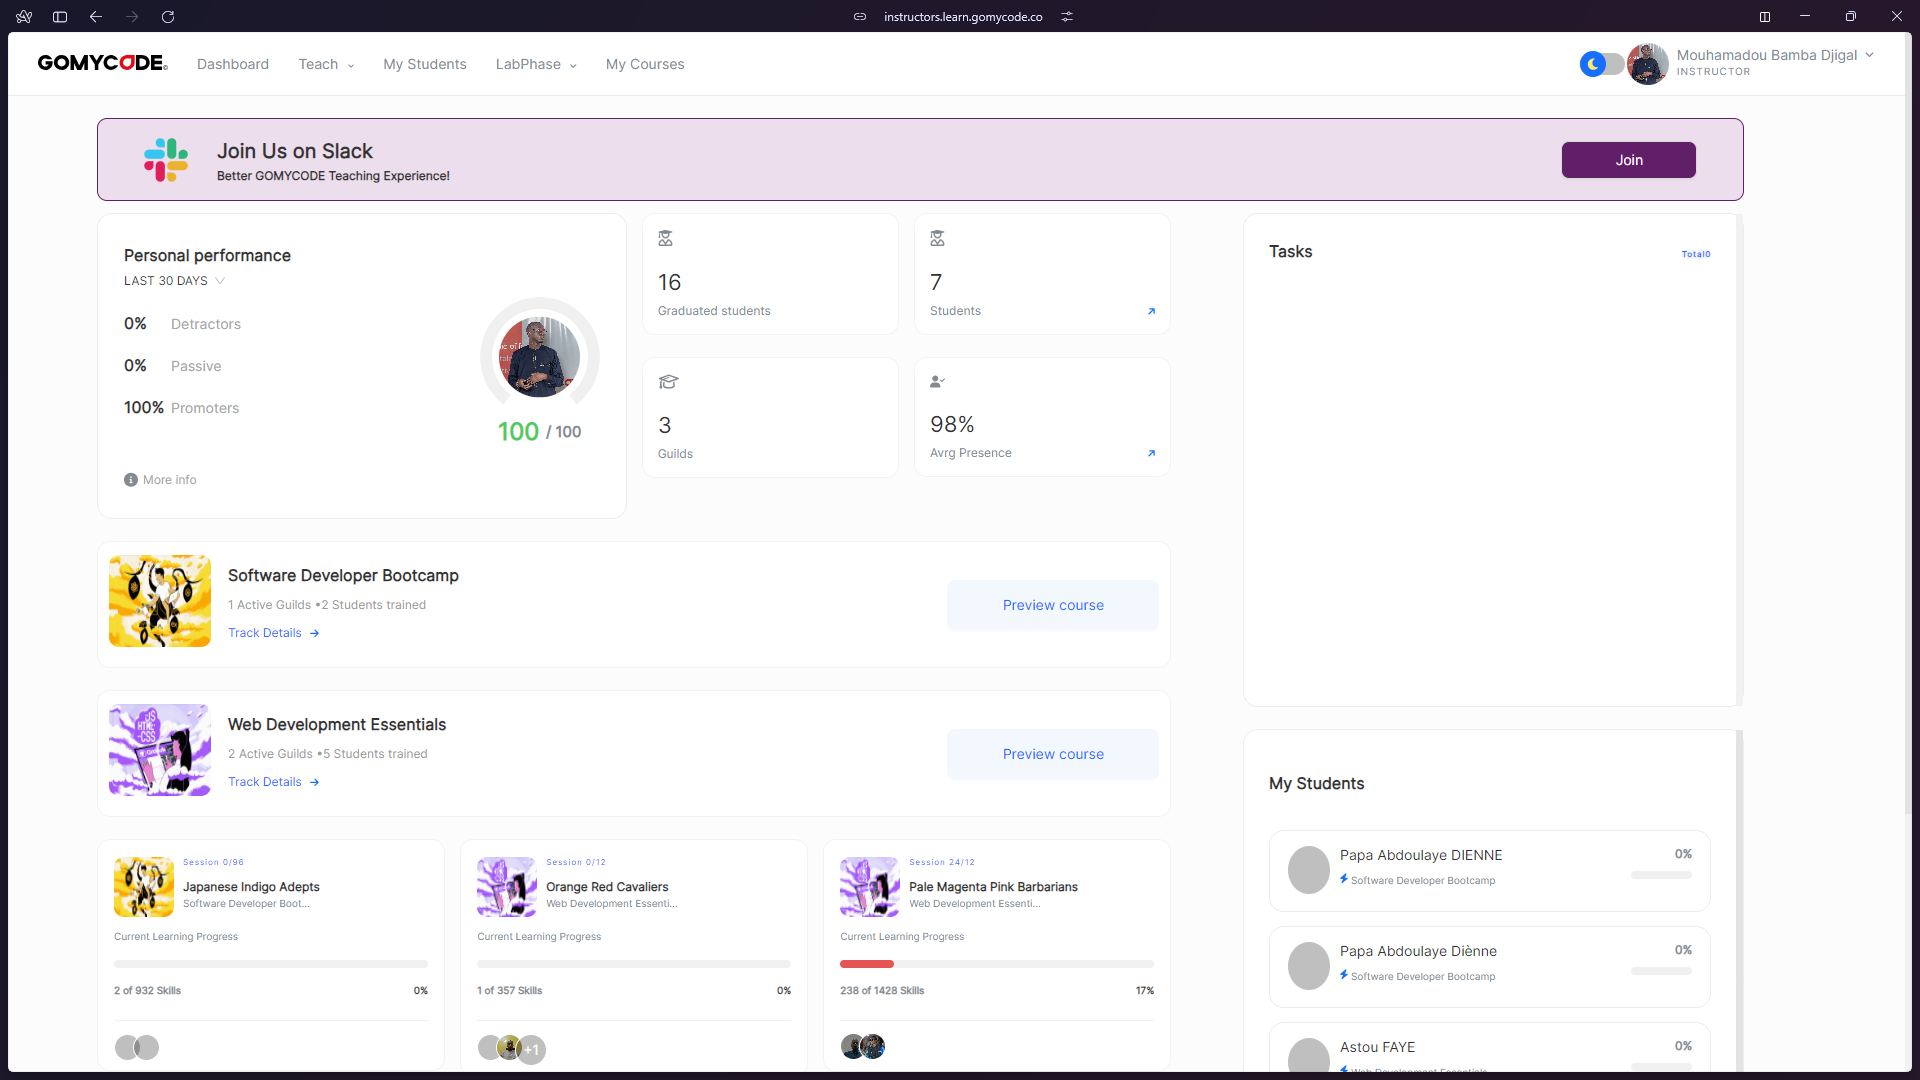 instructors.learn.gomycode.co
GOMYCODE
Dashboard
Teach
My Students
LabPhase
My Courses
Mouhamadou Bamba Djigal
INSTRUCTOR
Join Us on Slack
Better GOMYCODE Teaching Experience!
Join
Personal performance
LAST 30 DAYS
0% Detractors
0% Passive
100% Promoters
100 / 100
More info
16
Graduated students
7
Students
3
Guilds
98%
Avrg Presence
Tasks
Total0
Software Developer Bootcamp
1 Active Guilds •2 Students trained
Track Details
Preview course
Web Development Essentials
2 Active Guilds •5 Students trained
Track Details
Preview course
Session 0/96
Japanese Indigo Adepts
Software Developer Boot...
Current Learning Progress
2 of 932 Skills 0%
Session 0/12
Orange Red Cavaliers
Web Development Essenti...
Current Learning Progress
1 of 357 Skills 0%
+1
Session 24/12
Pale Magenta Pink Barbarians
Web Development Essenti...
Current Learning Progress
238 of 1428 Skills 17%
My Students
Papa Abdoulaye DIENNE 0%
Software Developer Bootcamp
Papa Abdoulaye Diènne 0%
Software Developer Bootcamp
Astou FAYE 0%
Web Development Essentials